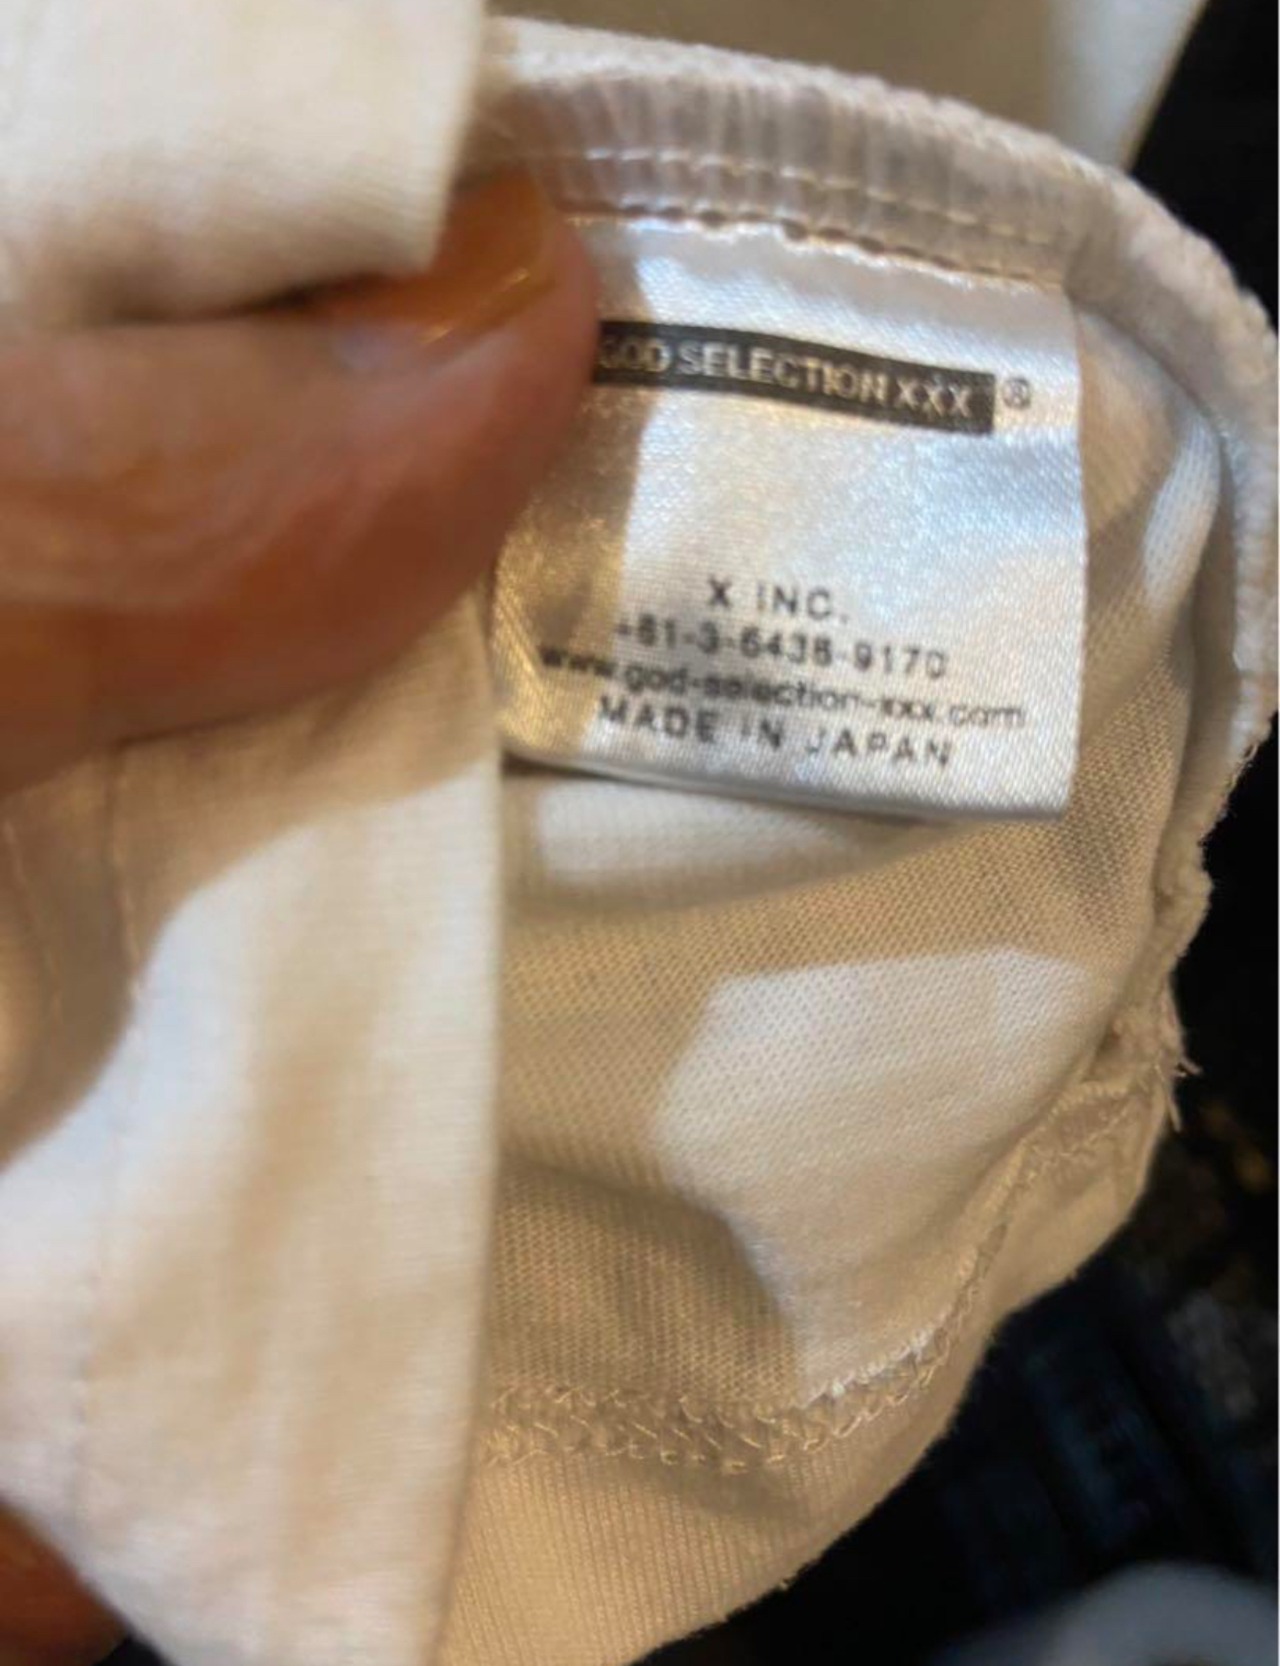 GOD SELECTION XXX®
X INC.
+81-3-6438-9170
www.god-selection-xxx.com
MADE IN JAPAN